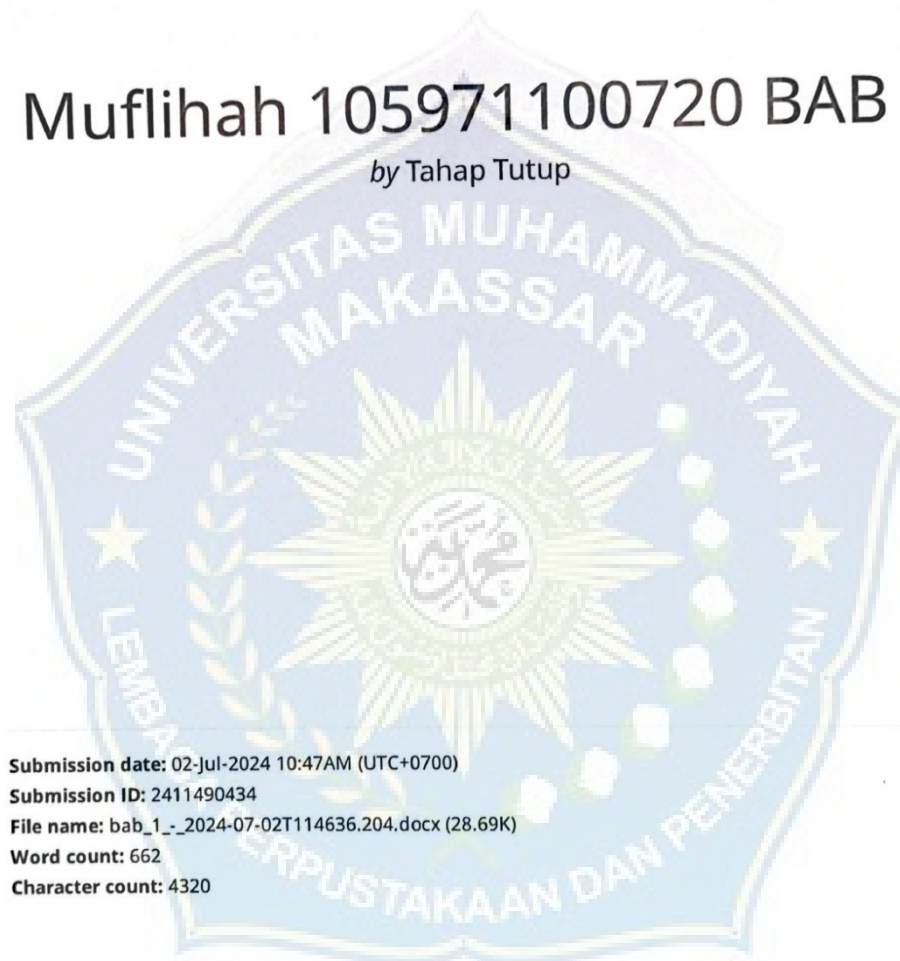 Muflihah 105971100720 BAB
by Tahap Tutup
UNIVERSITAS MUHAMMADIYAH
MAKASSAR
محمد
LEMBAGA PERPUSTAKAAN DAN PENERBITAN
Submission date: 02-Jul-2024 10:47AM (UTC+0700)
Submission ID: 2411490434
File name: bab_1_-_2024-07-02T114636.204.docx (28.69K)
Word count: 662
Character count: 4320